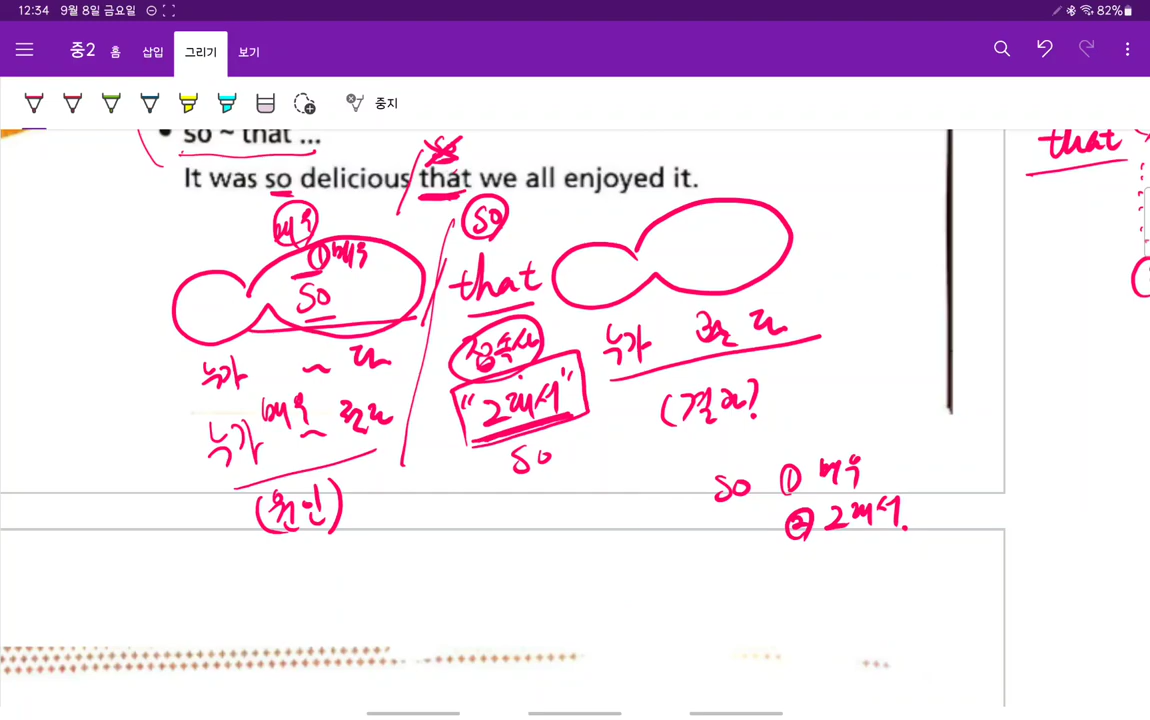 12:34 9월 8일 금요일 82%
중2 홈 삽입 그리기 보기
중지
• so ~ that ...
that
so
It was so delicious that we all enjoyed it.
매우 so
① 매우
so that
접속사
누가 ~ 다 누가 뭐한다
"그래서"
누가 매우 ~ 했다 (결과)
so
(원인)
so ① 매우
② 그래서.